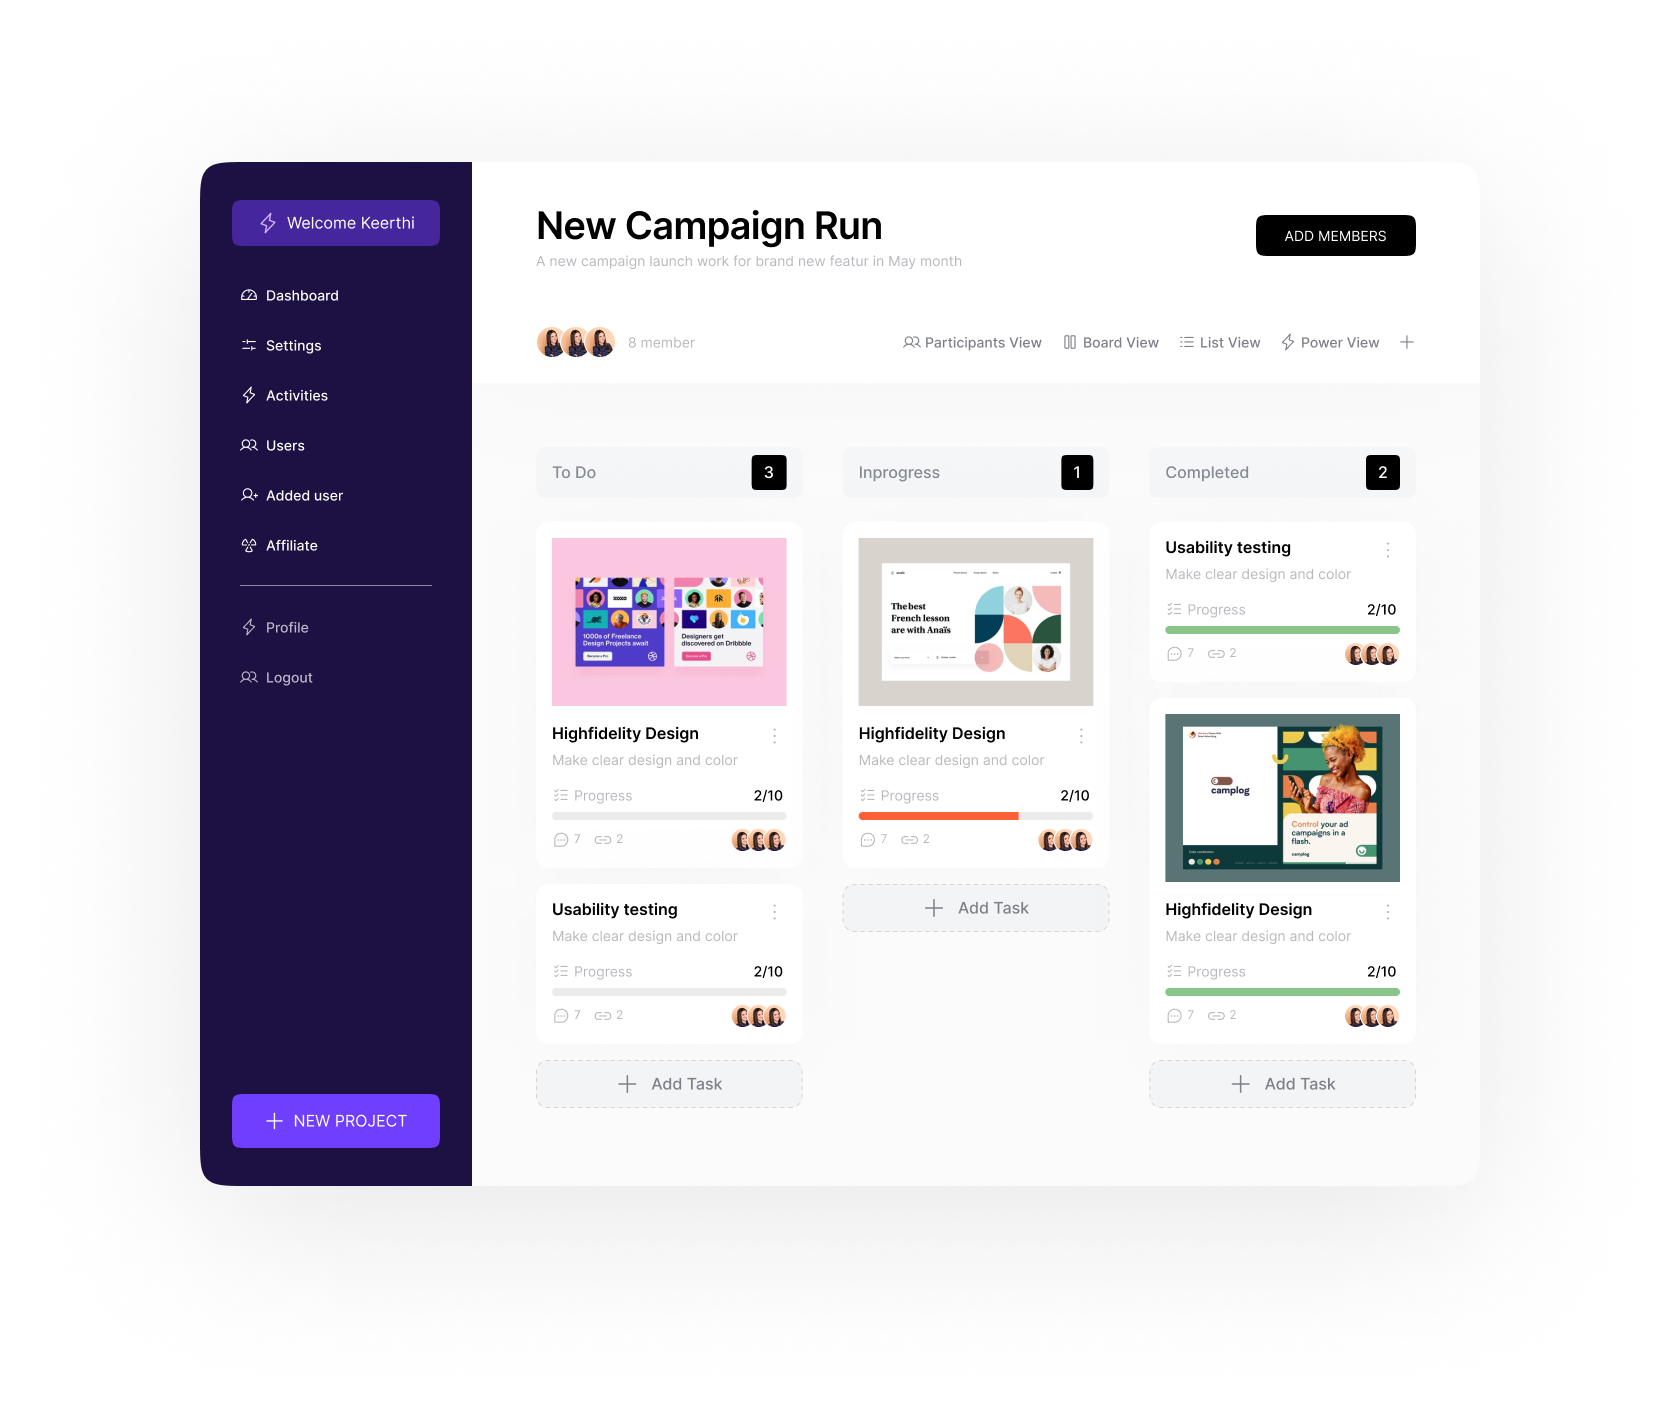 Welcome Keerthi
Dashboard
Settings
Activities
Users
Added user
Affiliate
Profile
Logout
NEW PROJECT
New Campaign Run
A new campaign launch work for brand new featur in May month
ADD MEMBERS
8 member
Participants View
Board View
List View
Power View
To Do
3
1000s of Freelance
Design Projects await
Become a Pro
Designers get
discovered on Dribbble
Become a Pro
Highfidelity Design
Make clear design and color
Progress
2/10
7
2
Usability testing
Make clear design and color
Progress
2/10
7
2
Add Task
Inprogress
1
The best
French lesson
are with Anaïs
Highfidelity Design
Make clear design and color
Progress
2/10
7
2
Add Task
Completed
2
Usability testing
Make clear design and color
Progress
2/10
7
2
camplog
Control your ad
campaigns in a
flash.
camplog
Highfidelity Design
Make clear design and color
Progress
2/10
7
2
Add Task